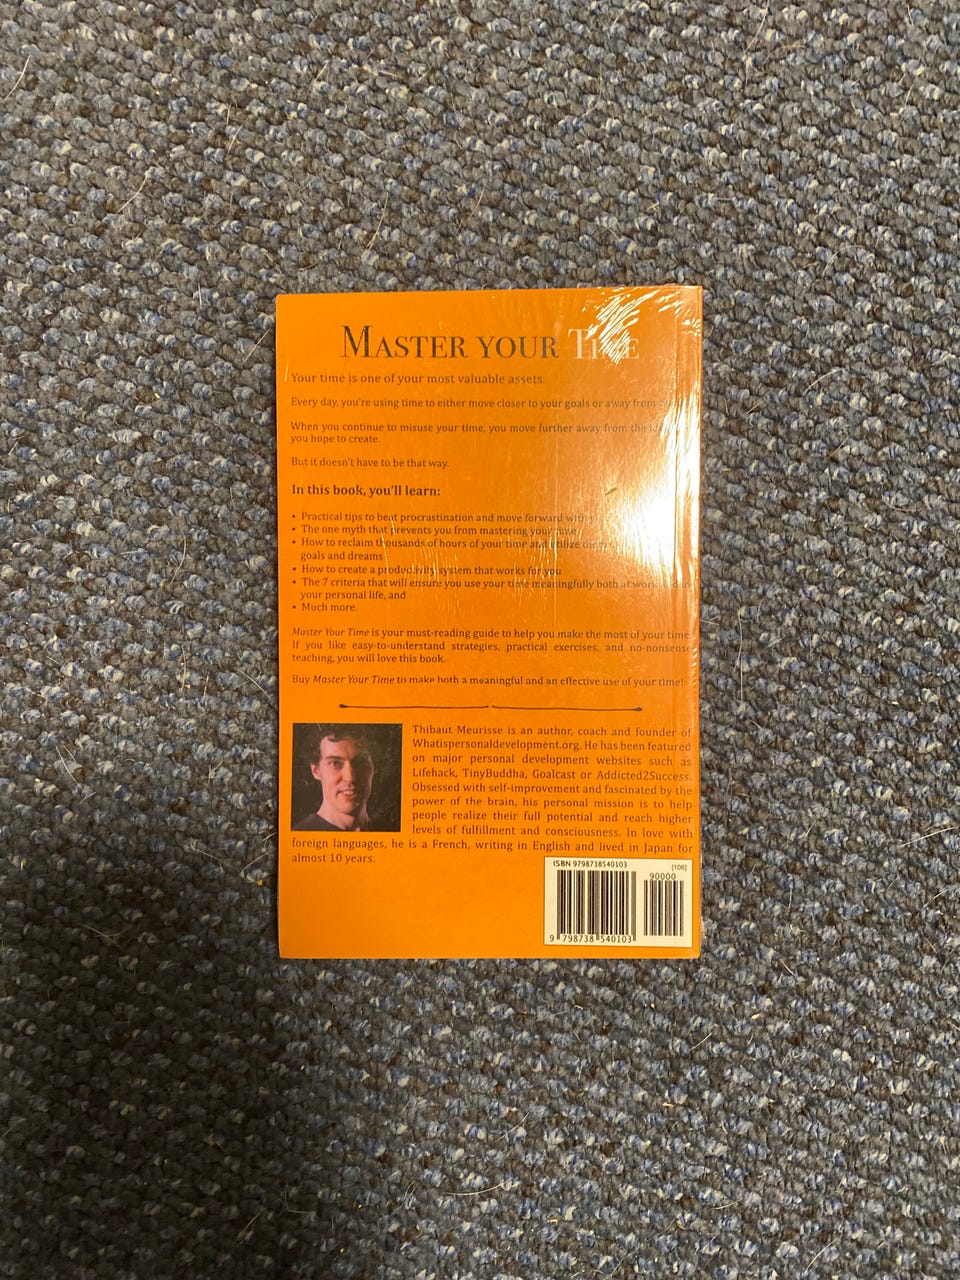 MASTER YOUR TIME
Your time is one of your most valuable assets.
Every day, you're using time to either move closer to your goals or away from
When you continue to misuse your time, you move further away from the
you hope to create.
But it doesn't have to be that way.
In this book, you'll learn:
• Practical tips to beat procrastination and move forward with
• The one myth that prevents you from mastering your time
• How to reclaim thousands of hours of your time and utilize them
goals and dreams
• How to create a productivity system that works for you
• The 7 criteria that will ensure you use your time meaningfully both at work and in
your personal life, and
• Much more.
Master Your Time is your must-reading guide to help you make the most of your time.
If you like easy-to-understand strategies, practical exercises, and no-nonsense
teaching, you will love this book.
Buy Master Your Time to make both a meaningful and an effective use of your time!
Thibaut Meurisse is an author, coach and founder of
Whatispersonaldevelopment.org. He has been featured
on major personal development websites such as
Lifehack, TinyBuddha, Goalcast or Addicted2Success.
Obsessed with self-improvement and fascinated by the
power of the brain, his personal mission is to help
people realize their full potential and reach higher
levels of fulfillment and consciousness. In love with
foreign languages, he is a French, writing in English and lived in Japan for
almost 10 years.
ISBN 9798738540103
[106]
90000
9 798738 540103